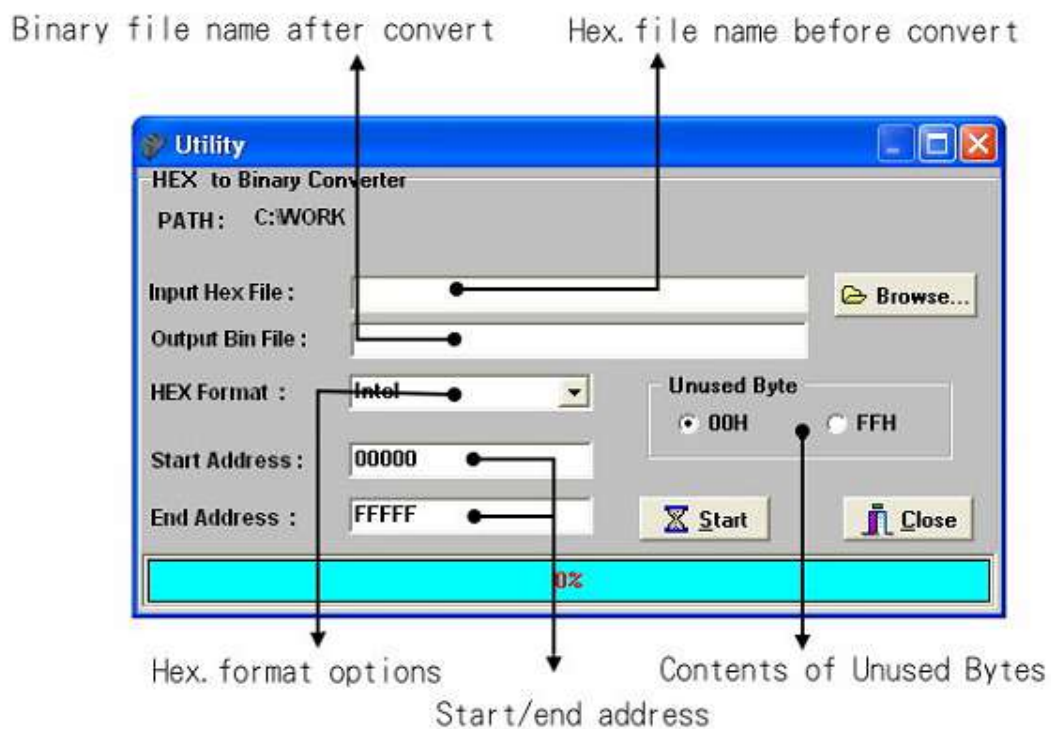 Binary file name after convert
Hex. file name before convert
Utility
HEX to Binary Converter
PATH : C:\WORK
Input Hex File :
Browse...
Output Bin File :
HEX Format :
Intel
Unused Byte
00H
FFH
Start Address :
00000
End Address :
FFFFF
Start
Close
0%
Hex. format options
Contents of Unused Bytes
Start/end address